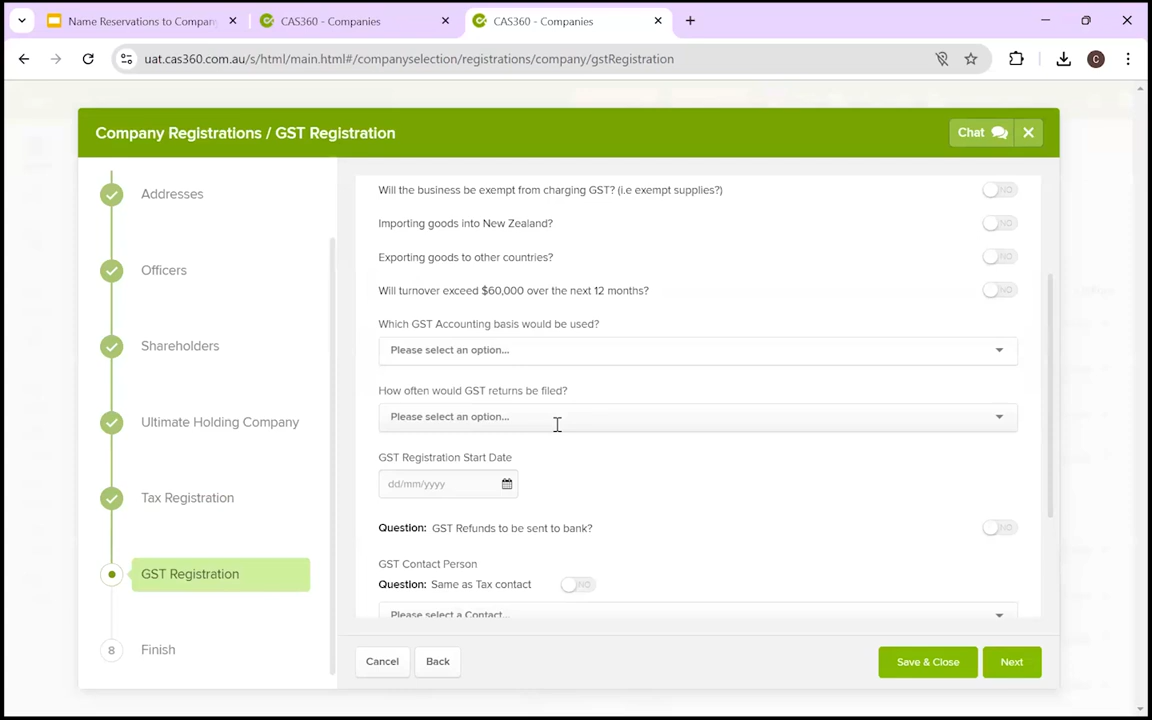 Name Reservations to Compan
CAS360 - Companies
CAS360 - Companies
uat.cas360.com.au/s/html/main.html#/companyselection/registrations/company/gstRegistration
C
Company Registrations / GST Registration
Chat
Addresses
Officers
Shareholders
Ultimate Holding Company
Tax Registration
GST Registration
8 Finish
Will the business be exempt from charging GST? (i.e exempt supplies?) NO
Importing goods into New Zealand? NO
Exporting goods to other countries? NO
Will turnover exceed $60,000 over the next 12 months? NO
Which GST Accounting basis would be used?
Please select an option...
How often would GST returns be filed?
Please select an option...
GST Registration Start Date
dd/mm/yyyy
Question: GST Refunds to be sent to bank? NO
GST Contact Person
Question: Same as Tax contact NO
Please select a Contact...
Cancel Back Save & Close Next